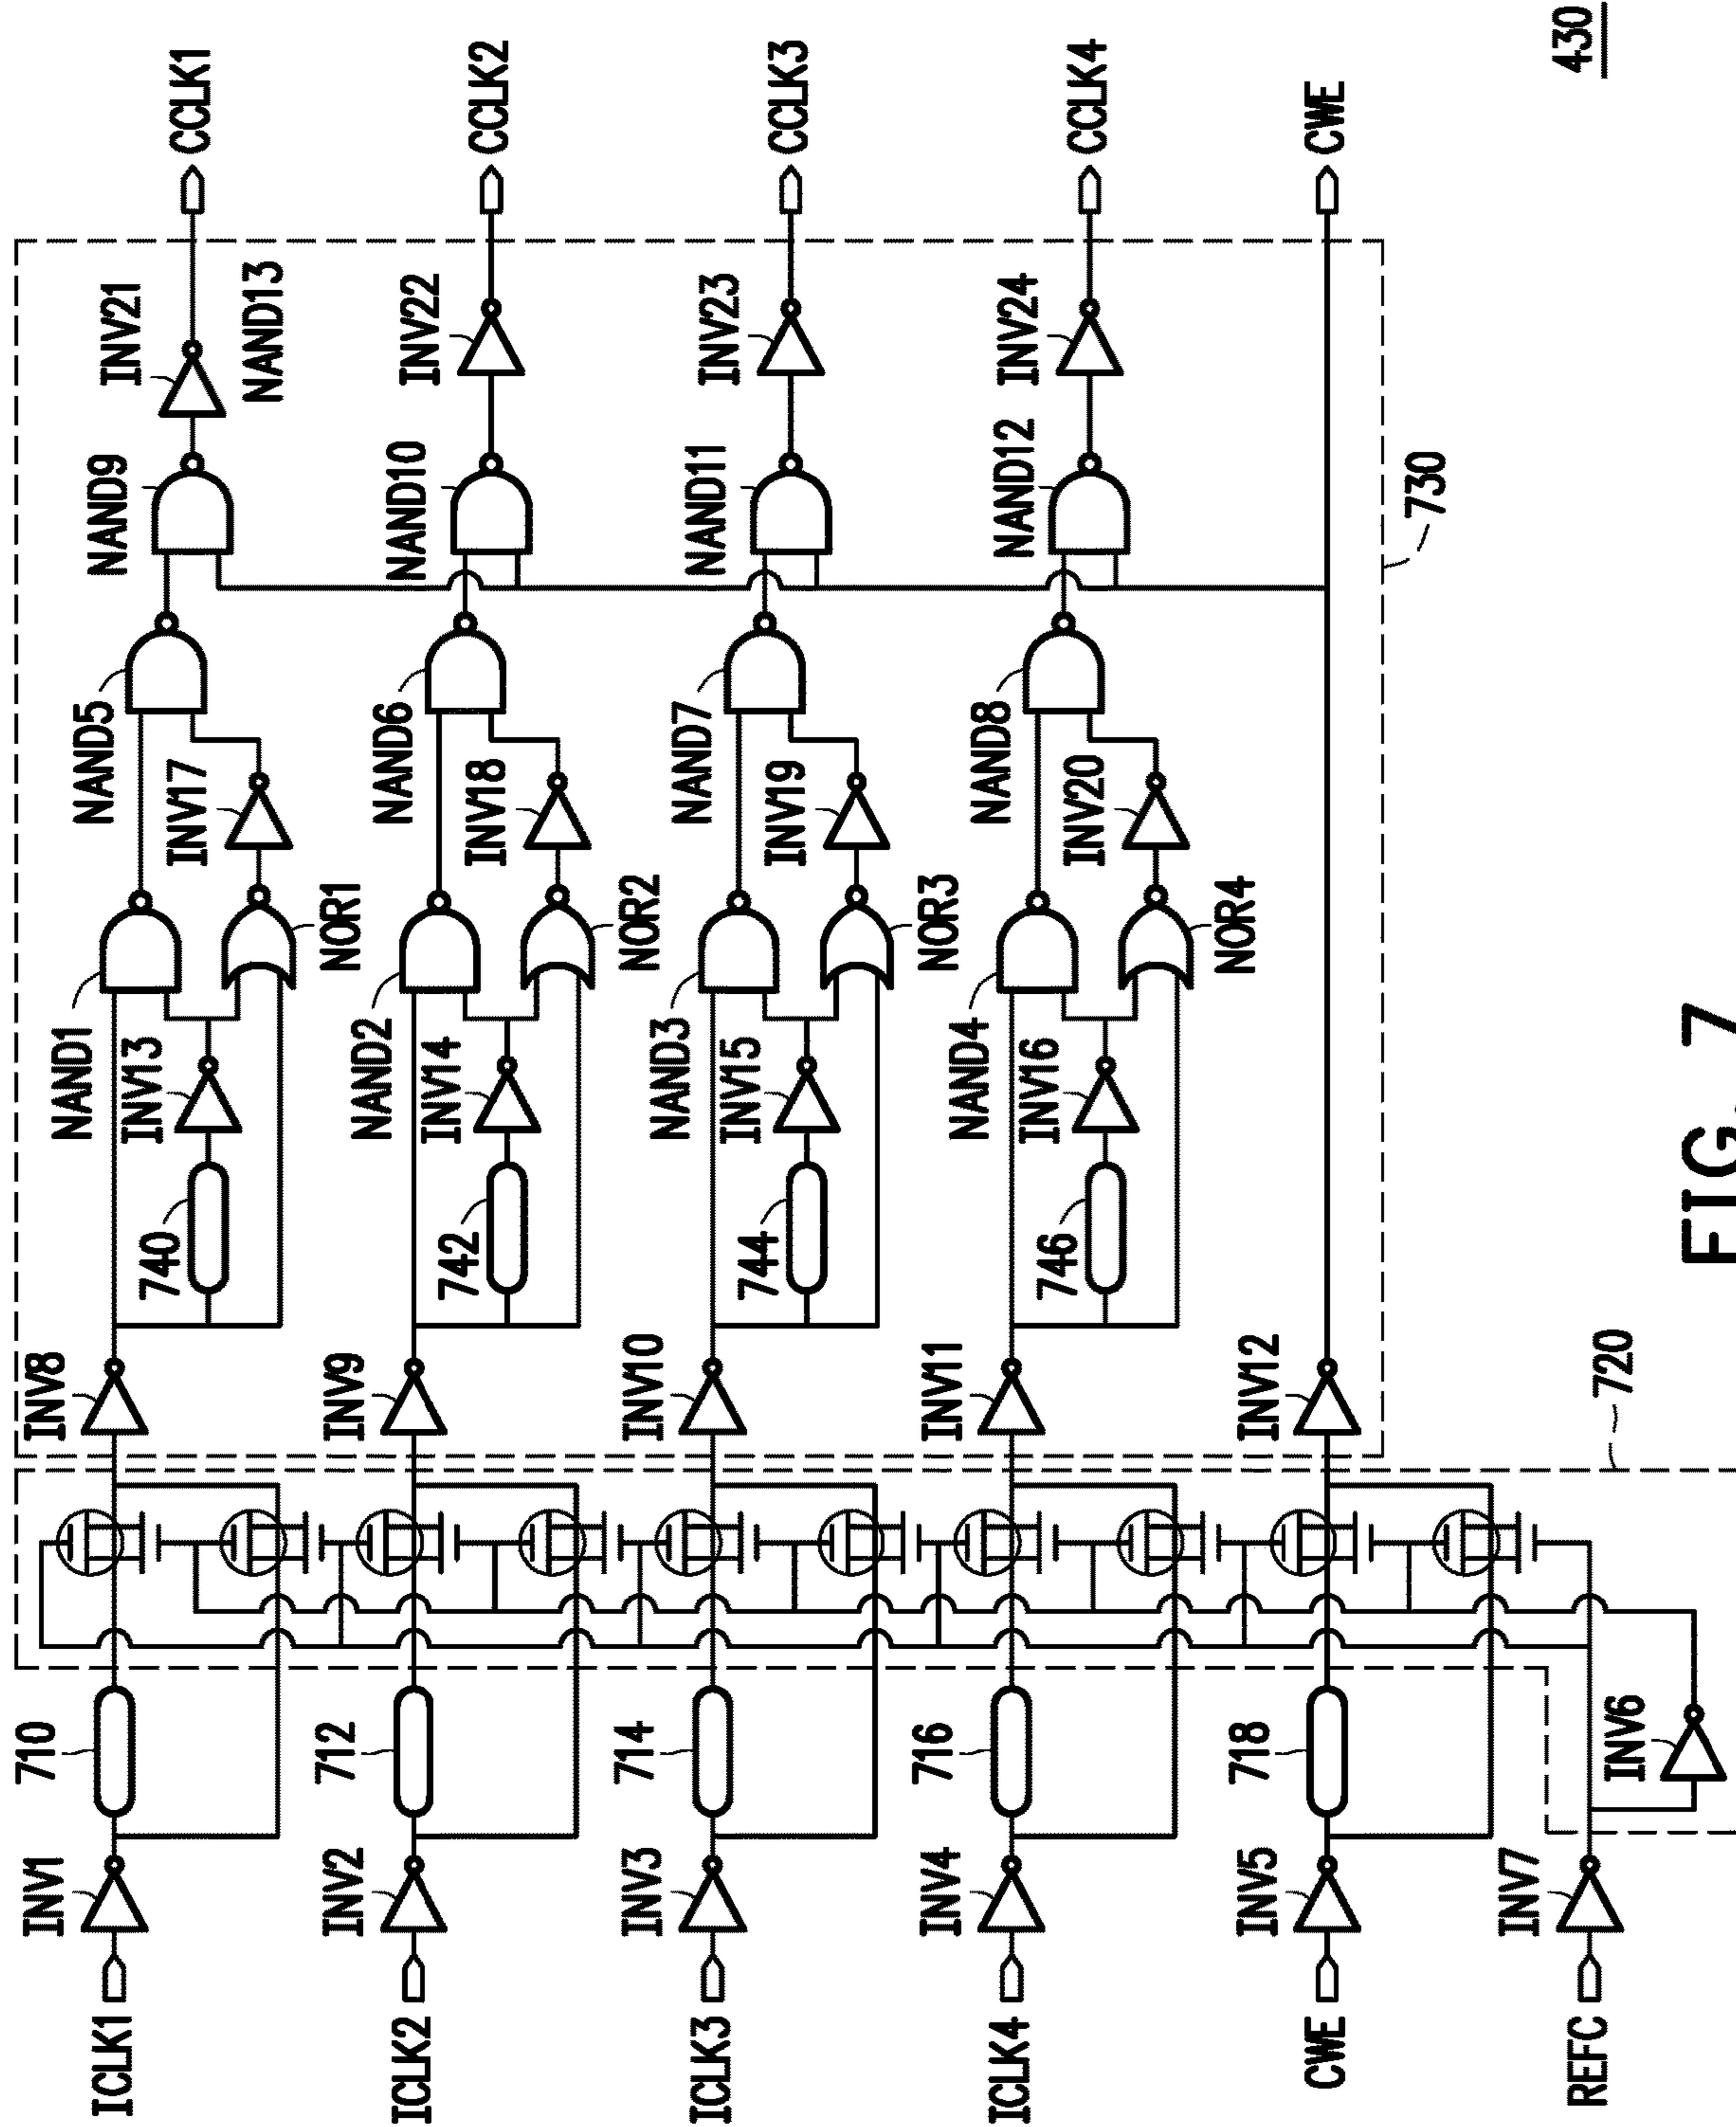 ICLK1
INV1
710
INV8
740
NAND1
INV13
NOR1
NAND5
INV17
NAND9
INV21
NAND13
CCLK1
ICLK2
INV2
712
INV9
742
NAND2
INV14
NOR2
NAND6
INV18
NAND10
INV22
CCLK2
ICLK3
INV3
714
INV10
744
NAND3
INV15
NOR3
NAND7
INV19
NAND11
INV23
CCLK3
ICLK4
INV4
716
INV11
746
NAND4
INV16
NOR4
NAND8
INV20
NAND12
INV24
CCLK4
CWE
INV5
718
INV12
CWE
REFC
INV7
INV6
720
730
430
FIG. 7